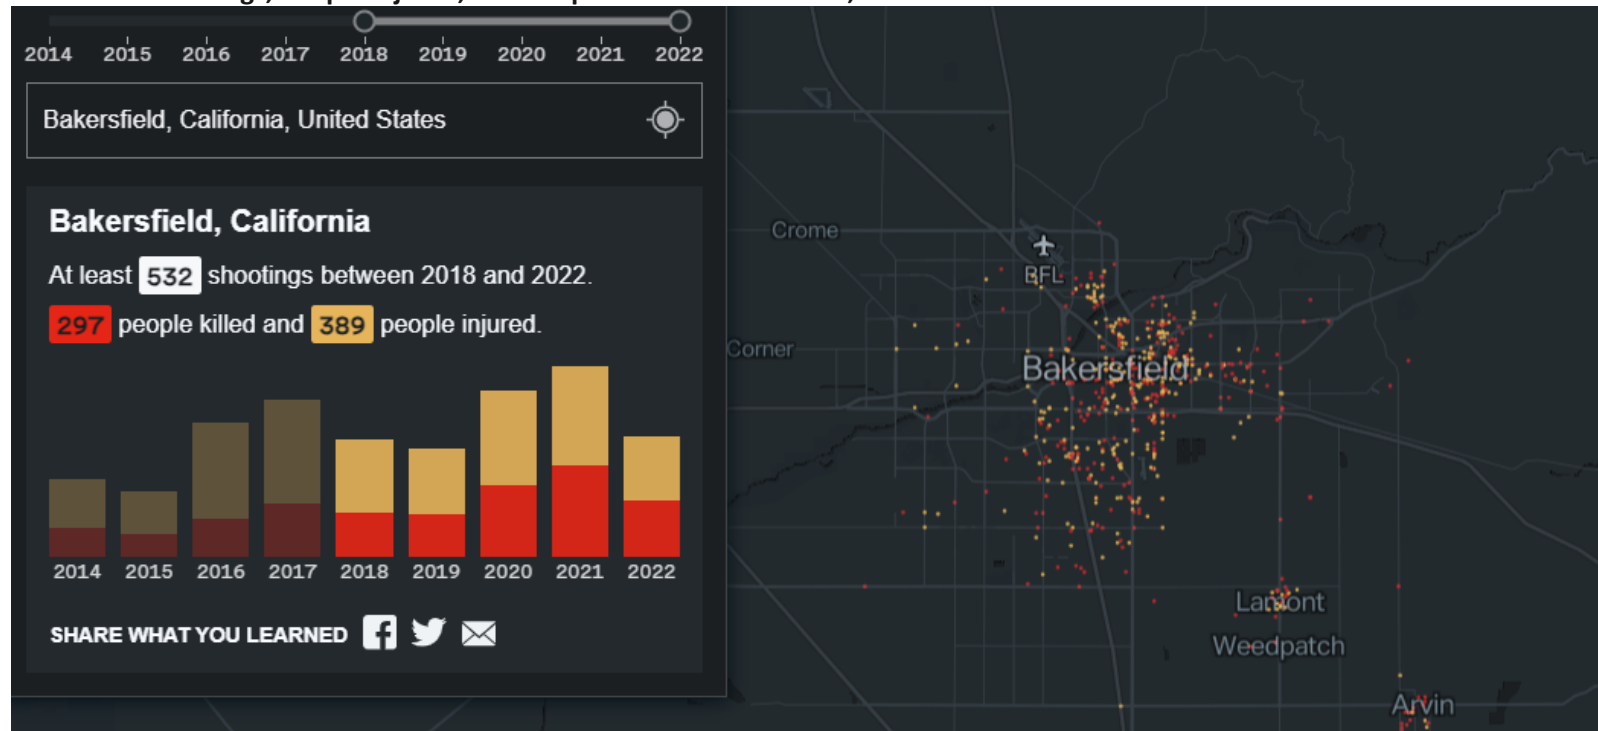 2014 2015 2016 2017 2018 2019 2020 2021 2022
Bakersfield, California, United States
Bakersfield, California
At least 532 shootings between 2018 and 2022.
297 people killed and 389 people injured.
2014 2015 2016 2017 2018 2019 2020 2021 2022
SHARE WHAT YOU LEARNED
Crome
BFL
Corner
Bakersfield
Lamont
Weedpatch
Arvin